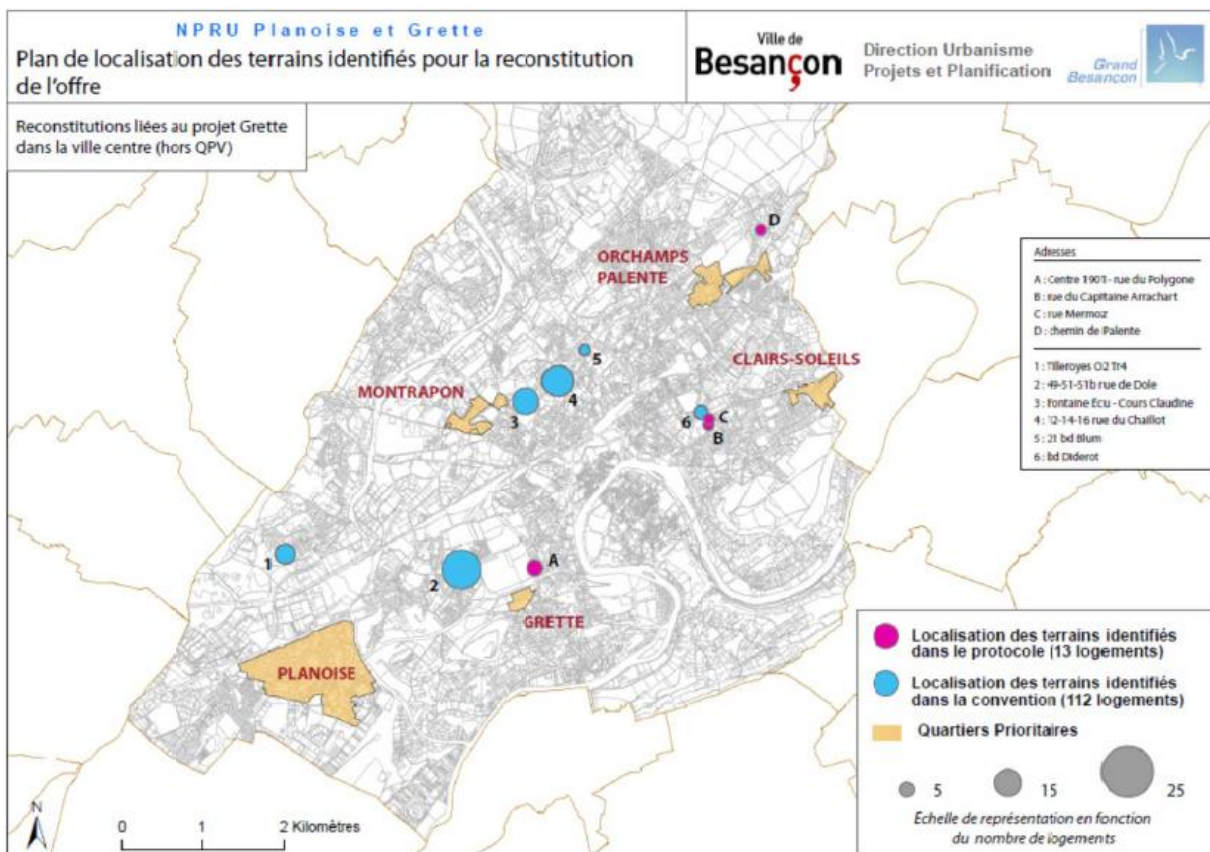 NPRU Planoise et Grette
Plan de localisation des terrains identifiés pour la reconstitution
de l'offre
Ville de
Besançon
Direction Urbanisme
Projets et Planification
Grand
Besançon
Reconstitutions liées au projet Grette
dans la ville centre (hors QPV)
D
ORCHAMPS
PALENTE
Adresses
A : Centre 1901 - rue du Polygone
B : rue du Capitaine Arrachart
C : rue Mermoz
D : chemin de Palente
1 : Tilleroyes O2 Tr4
2 : 49-51-51b rue de Dole
3 : Fontaine Écu - Cours Claudine
4 : 12-14-16 rue du Chaillot
5 : 21 bd Blum
6 : bd Diderot
5
CLAIRS-SOLEILS
MONTRAPON
4
3
6
C
B
1
2
A
GRETTE
PLANOISE
Localisation des terrains identifiés
dans le protocole (13 logements)
Localisation des terrains identifiés
dans la convention (112 logements)
Quartiers Prioritaires
5
15
25
Échelle de représentation en fonction
du nombre de logements
N
0 1 2 Kilomètres